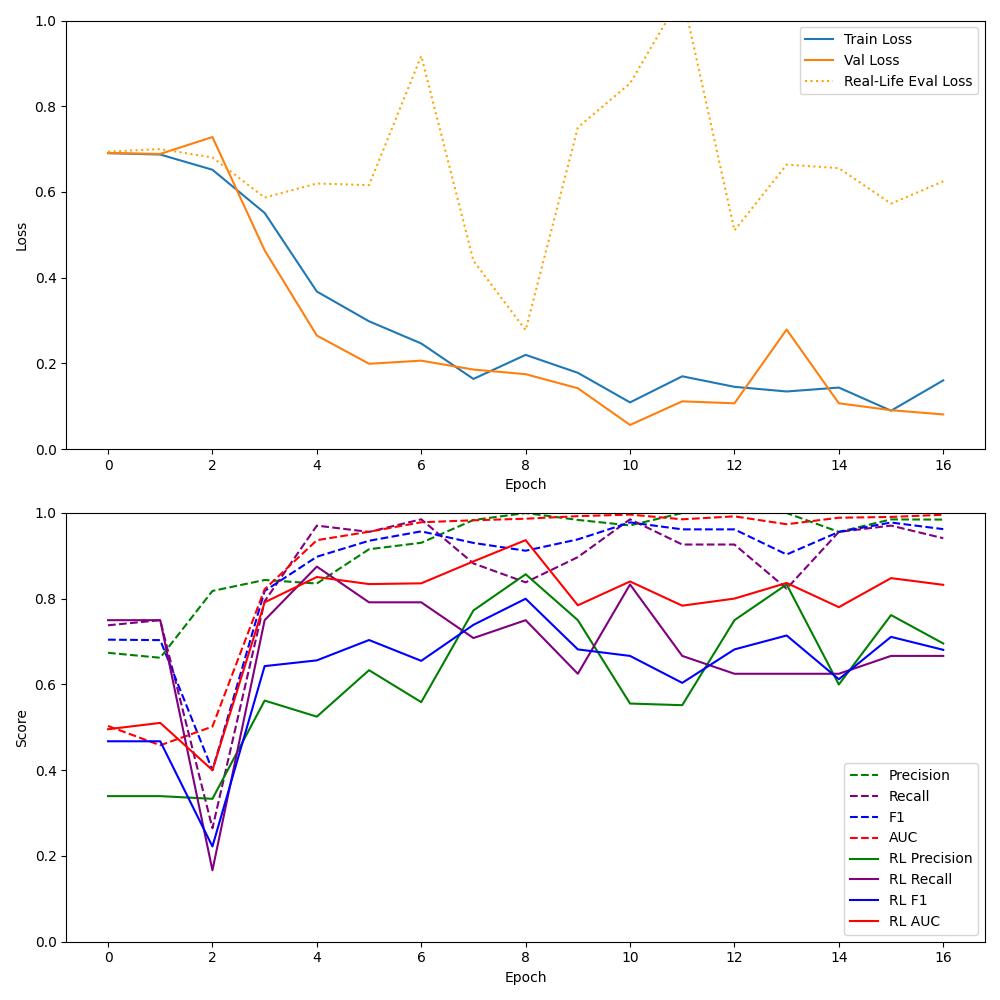 1.0
0.8
0.6
0.4
0.2
0.0
Loss
0 2 4 6 8 10 12 14 16
Epoch
Train Loss
Val Loss
Real-Life Eval Loss
1.0
0.8
0.6
0.4
0.2
0.0
Score
0 2 4 6 8 10 12 14 16
Epoch
Precision
Recall
F1
AUC
RL Precision
RL Recall
RL F1
RL AUC